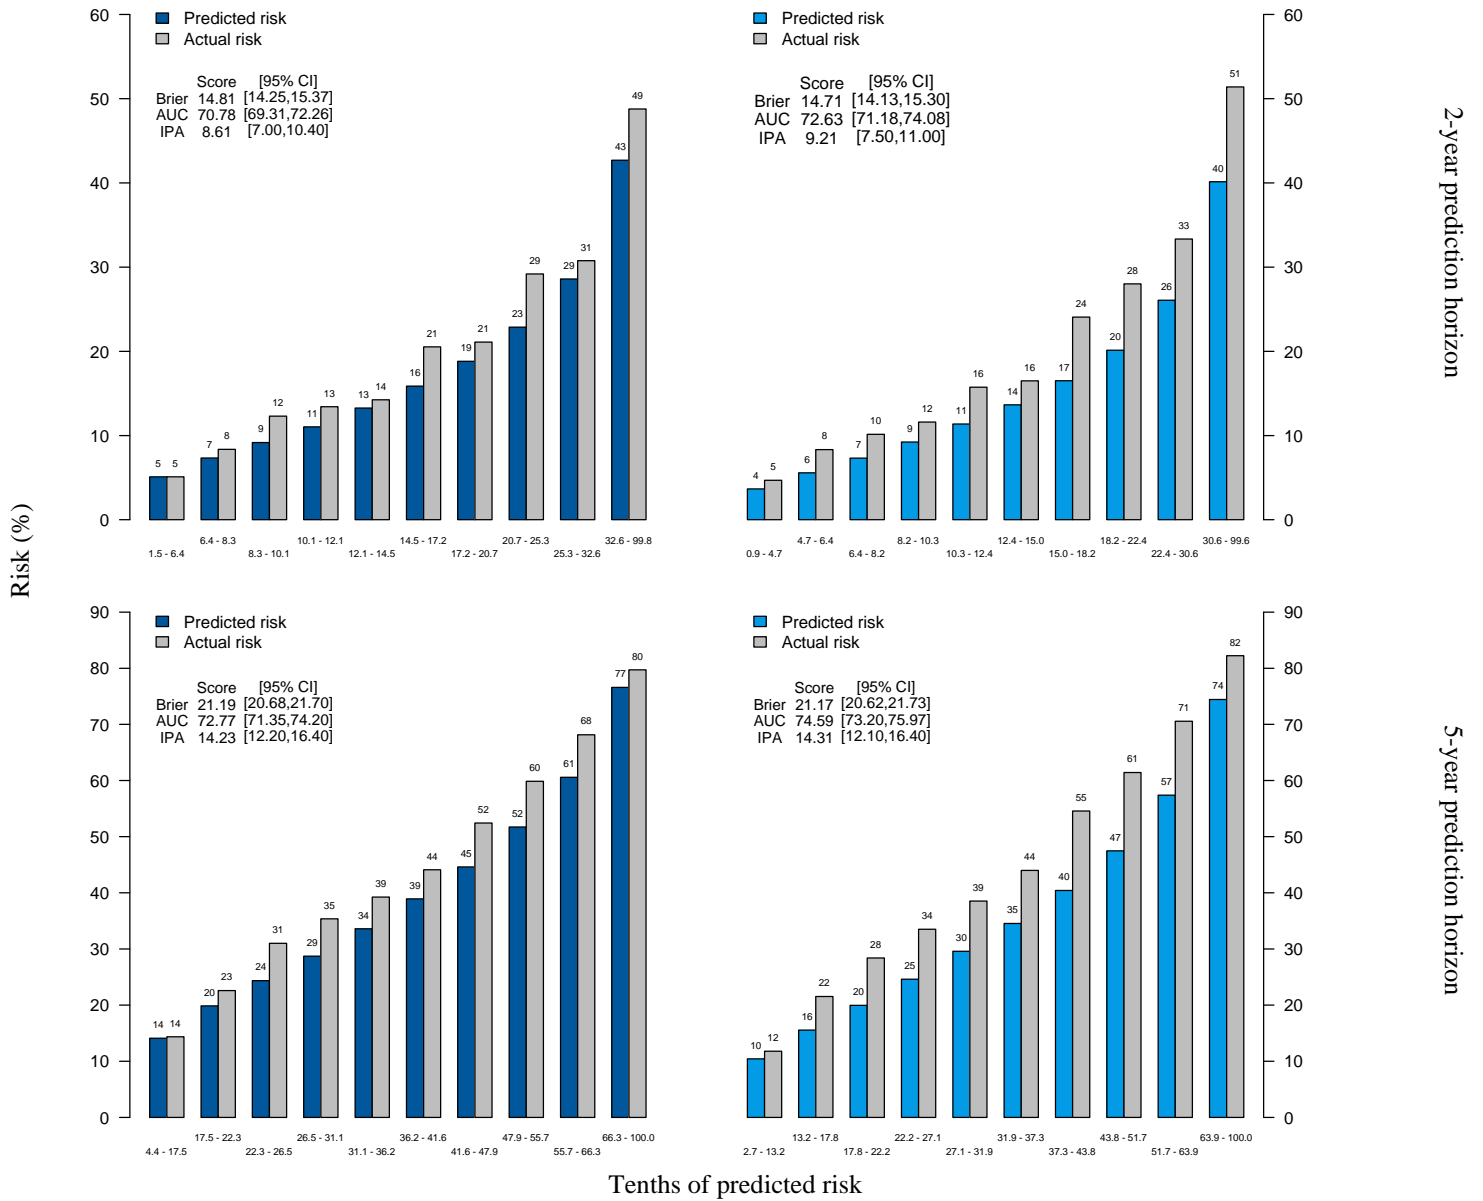 Predicted risk
Actual risk
Score [95% CI]
Brier 14.81 [14.25,15.37]
AUC 70.78 [69.31,72.26]
IPA 8.61 [7.00,10.40]
60
50
40
30
20
10
0
5 5 7 8 9 12 11 13 13 14 16 21 19 21 23 29 29 31 43 49
6.4 - 8.3 10.1 - 12.1 14.5 - 17.2 20.7 - 25.3 32.6 - 99.8
1.5 - 6.4 8.3 - 10.1 12.1 - 14.5 17.2 - 20.7 25.3 - 32.6
Predicted risk
Actual risk
Score [95% CI]
Brier 14.71 [14.13,15.30]
AUC 72.63 [71.18,74.08]
IPA 9.21 [7.50,11.00]
60
50
40
30
20
10
0
4 5 6 8 7 10 9 12 11 16 14 16 17 24 20 28 26 33 40 51
4.7 - 6.4 8.2 - 10.3 12.4 - 15.0 18.2 - 22.4 30.6 - 99.6
0.9 - 4.7 6.4 - 8.2 10.3 - 12.4 15.0 - 18.2 22.4 - 30.6
2-year prediction horizon
Risk (%)
Predicted risk
Actual risk
Score [95% CI]
Brier 21.19 [20.68,21.70]
AUC 72.77 [71.35,74.20]
IPA 14.23 [12.20,16.40]
90
80
70
60
50
40
30
20
10
0
14 14 20 23 24 31 29 35 34 39 39 44 45 52 52 60 61 68 77 80
17.5 - 22.3 26.5 - 31.1 36.2 - 41.6 47.9 - 55.7 66.3 - 100.0
4.4 - 17.5 22.3 - 26.5 31.1 - 36.2 41.6 - 47.9 55.7 - 66.3
Predicted risk
Actual risk
Score [95% CI]
Brier 21.17 [20.62,21.73]
AUC 74.59 [73.20,75.97]
IPA 14.31 [12.10,16.40]
90
80
70
60
50
40
30
20
10
0
10 12 16 22 20 28 25 34 30 39 35 44 40 55 47 61 57 71 74 82
13.2 - 17.8 22.2 - 27.1 31.9 - 37.3 43.8 - 51.7 63.9 - 100.0
2.7 - 13.2 17.8 - 22.2 27.1 - 31.9 37.3 - 43.8 51.7 - 63.9
5-year prediction horizon
Tenths of predicted risk